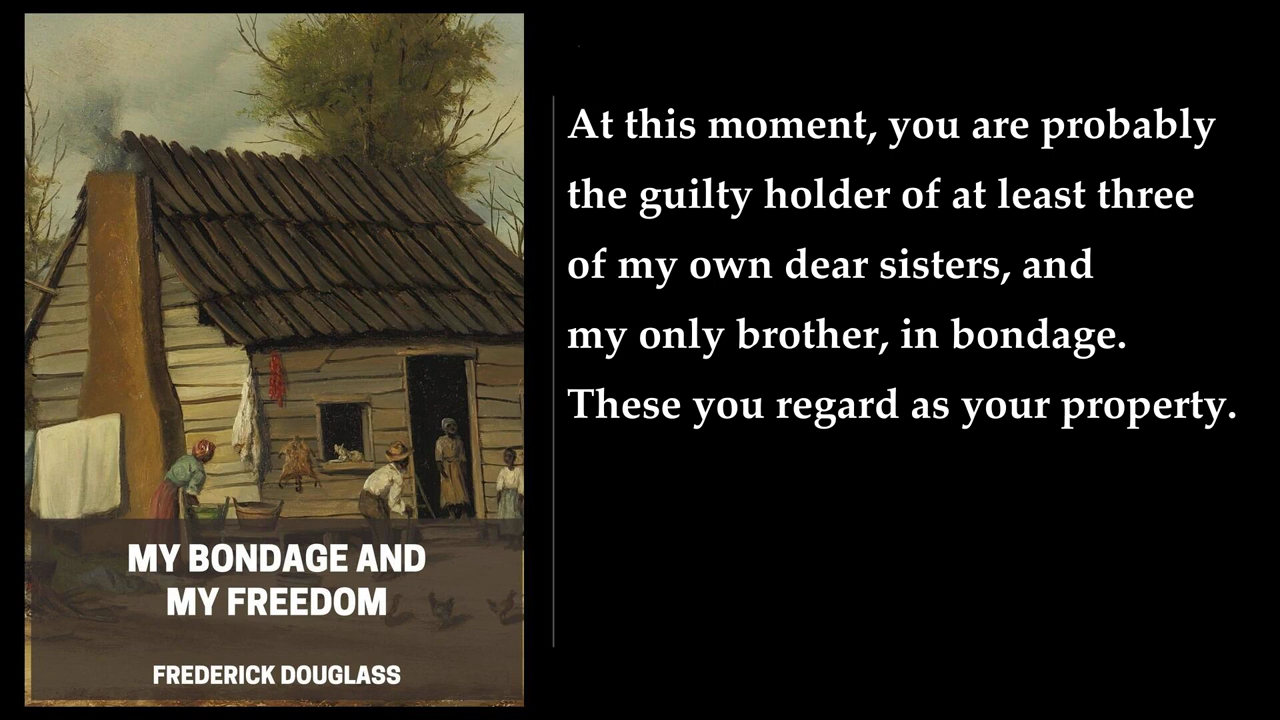 MY BONDAGE AND
MY FREEDOM
FREDERICK DOUGLASS
At this moment, you are probably
the guilty holder of at least three
of my own dear sisters, and
my only brother, in bondage.
These you regard as your property.